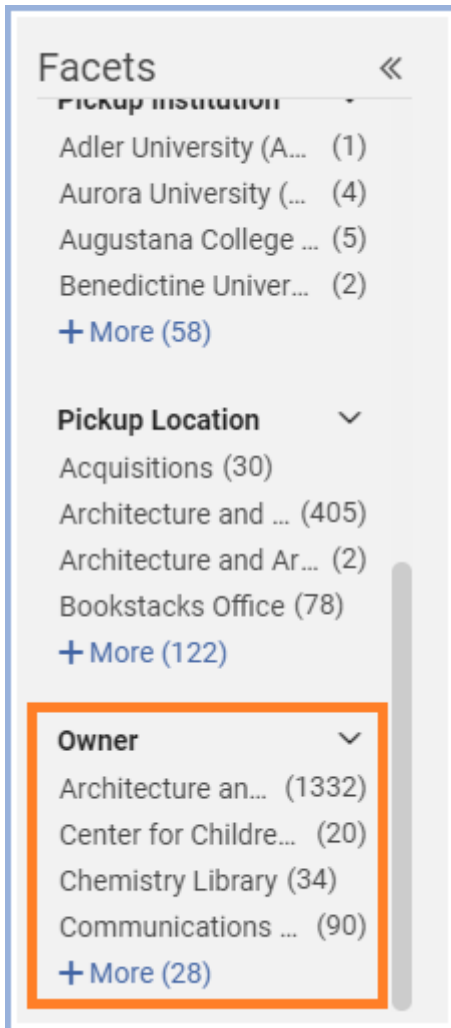 Facets
Pickup Institution
Adler University (A... (1)
Aurora University (... (4)
Augustana College ... (5)
Benedictine Univer... (2)
+ More (58)
Pickup Location
Acquisitions (30)
Architecture and ... (405)
Architecture and Ar... (2)
Bookstacks Office (78)
+ More (122)
Owner
Architecture an... (1332)
Center for Childre... (20)
Chemistry Library (34)
Communications ... (90)
+ More (28)